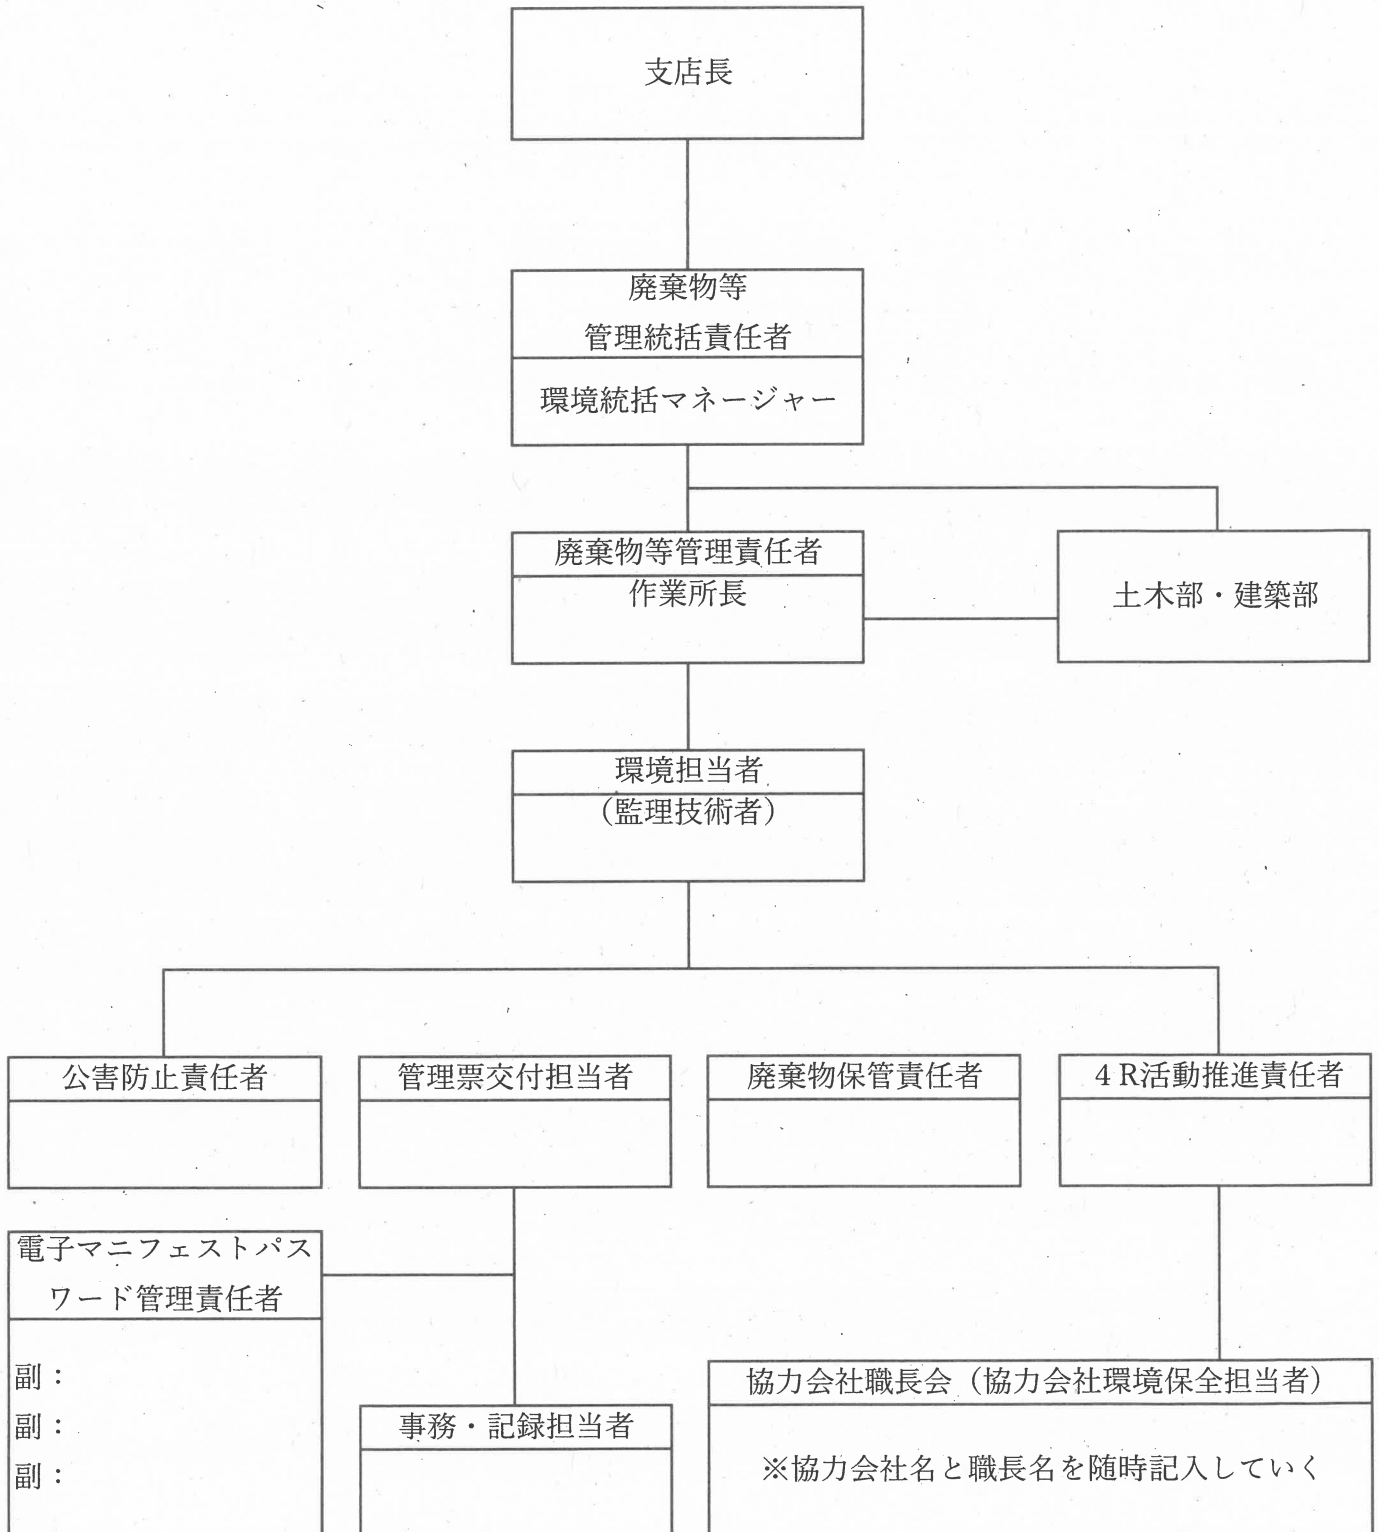 支店長
廃棄物等
管理統括責任者
環境統括マネージャー
廃棄物等管理責任者
作業所長
土木部・建築部
環境担当者
（監理技術者）
公害防止責任者
管理票交付担当者
廃棄物保管責任者
４R活動推進責任者
電子マニフェストパス
ワード管理責任者
副：
副：
副：
事務・記録担当者
協力会社職長会（協力会社環境保全担当者）
※協力会社名と職長名を随時記入していく